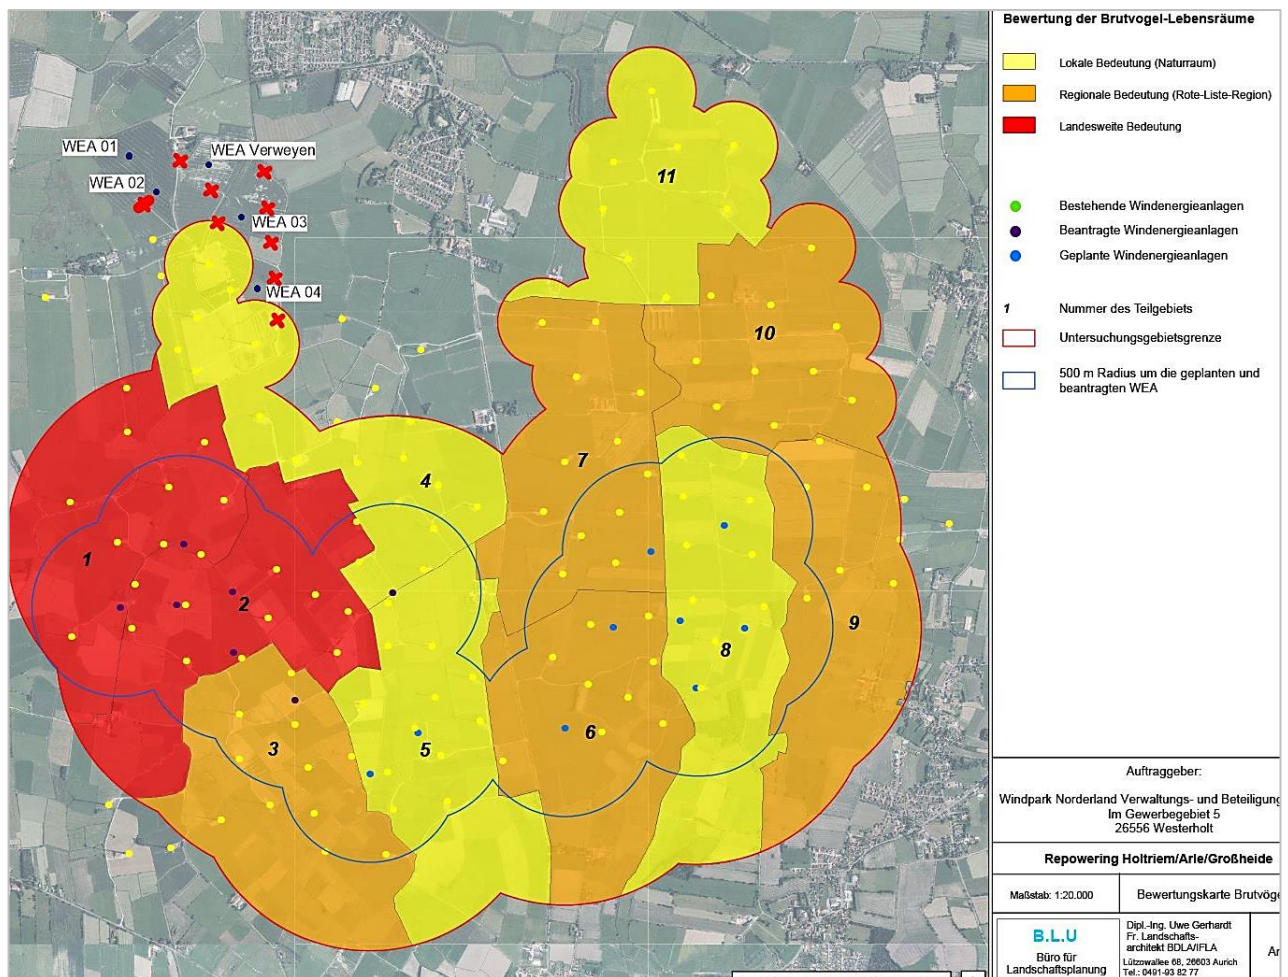 Bewertung der Brutvogel-Lebensräume
Lokale Bedeutung (Naturraum)
Regionale Bedeutung (Rote-Liste-Region)
Landesweite Bedeutung
Bestehende Windenergieanlagen
Beantragte Windenergieanlagen
Geplante Windenergieanlagen
1 Nummer des Teilgebiets
Untersuchungsgebietsgrenze
500 m Radius um die geplanten und
beantragten WEA
WEA 01
WEA Verweyen
WEA 02
WEA 03
WEA 04
11
10
7
4
1
2
9
8
6
3
5
Auftraggeber:
Windpark Norderland Verwaltungs- und Beteiligung
Im Gewerbegebiet 5
26556 Westerholt
Repowering Holtriem/Arle/Großheide
Maßstab: 1:20.000
Bewertungskarte Brutvöge
B.L.U
Büro für
Landschaftsplanung
Dipl.-Ing. Uwe Gerhardt
Fr. Landschafts-
architekt BDLA/IFLA
Lützowallee 68, 26603 Aurich
Tel.: 0491-93 82 77